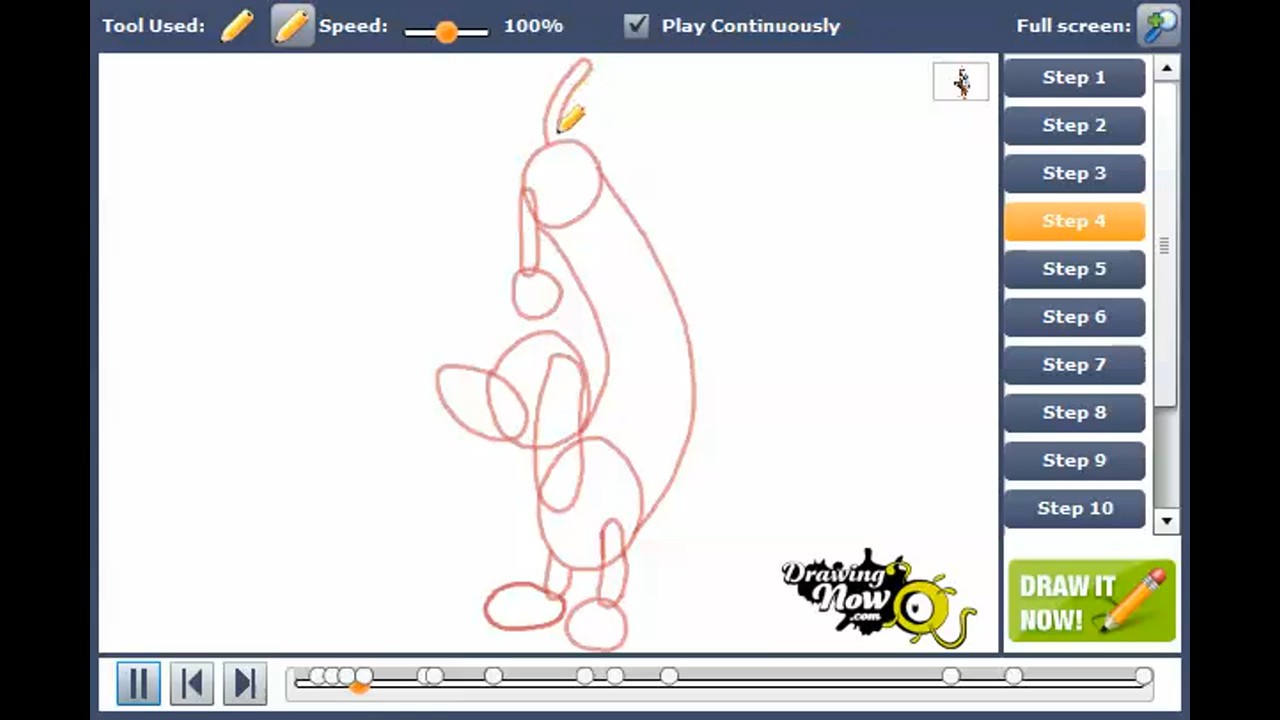 Tool Used: Speed: 100% Play Continuously Full screen:
Step 1
Step 2
Step 3
Step 4
Step 5
Step 6
Step 7
Step 8
Step 9
Step 10
Drawing
Now
.com
DRAW IT
NOW!